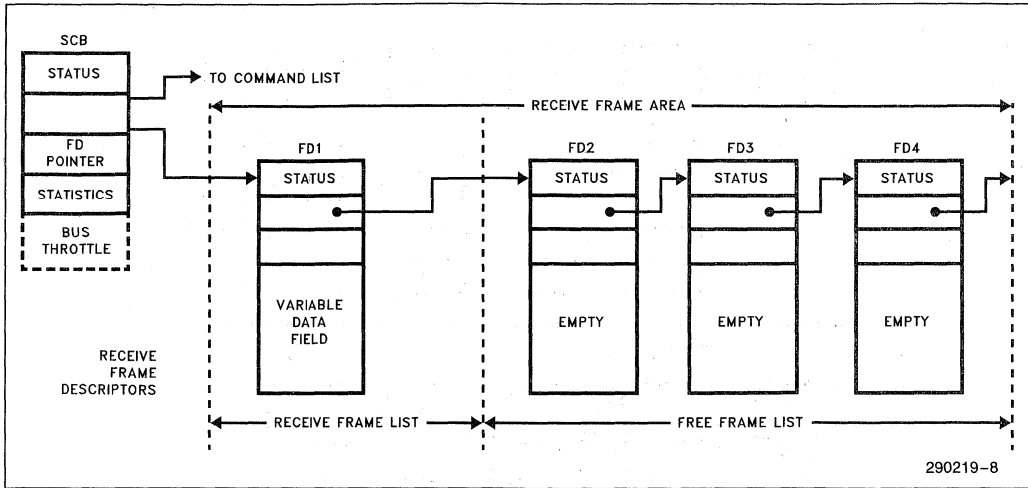 SCB
STATUS
TO COMMAND LIST
RECEIVE FRAME AREA
FD
POINTER
FD1
FD2
FD3
FD4
STATUS
STATUS
STATUS
STATUS
STATISTICS
BUS
THROTTLE
VARIABLE
DATA
FIELD
EMPTY
EMPTY
EMPTY
RECEIVE
FRAME
DESCRIPTORS
RECEIVE FRAME LIST
FREE FRAME LIST
290219-8